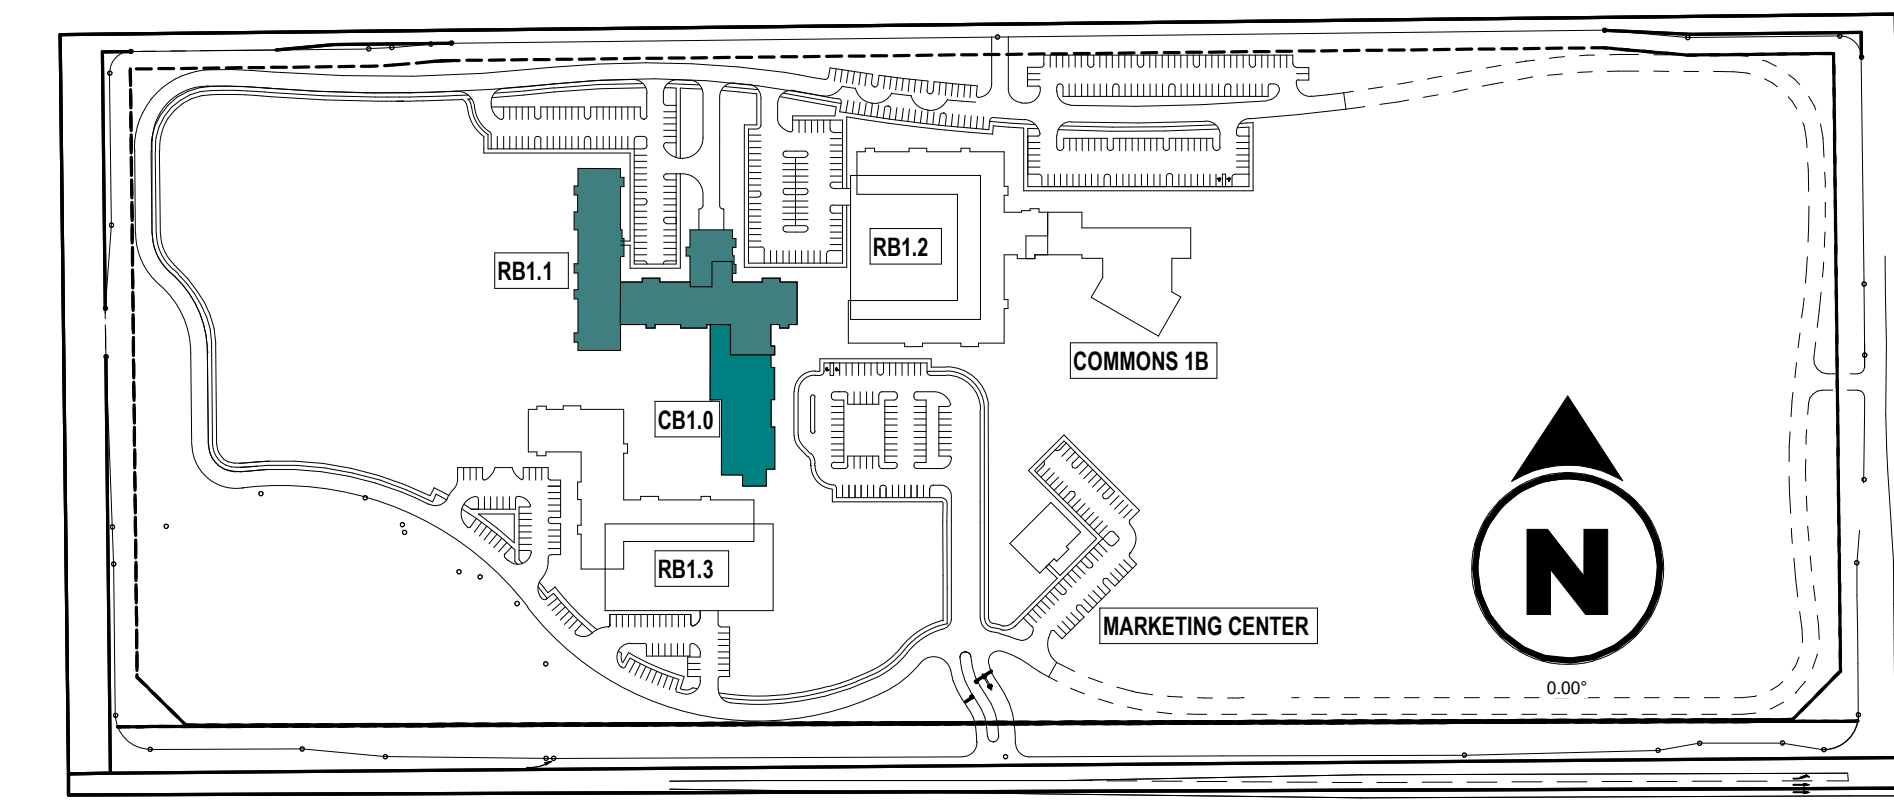 RB1.2
RB1.1
COMMONS 1B
CB1.0
N
RB1.3
MARKETING CENTER
0.00°